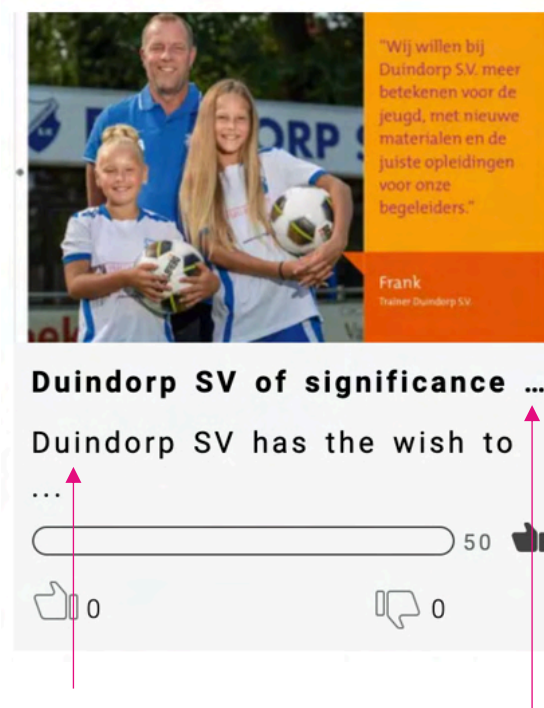 "Wij willen bij
Duindorp S.V. meer
betekenen voor de
jeugd, met nieuwe
materialen en de
juiste opleidingen
voor onze
begeleiders."
Frank
Trainer Duindorp S.V.
ORP
Duindorp SV of significance ...
Duindorp SV has the wish to
...
50
0
0